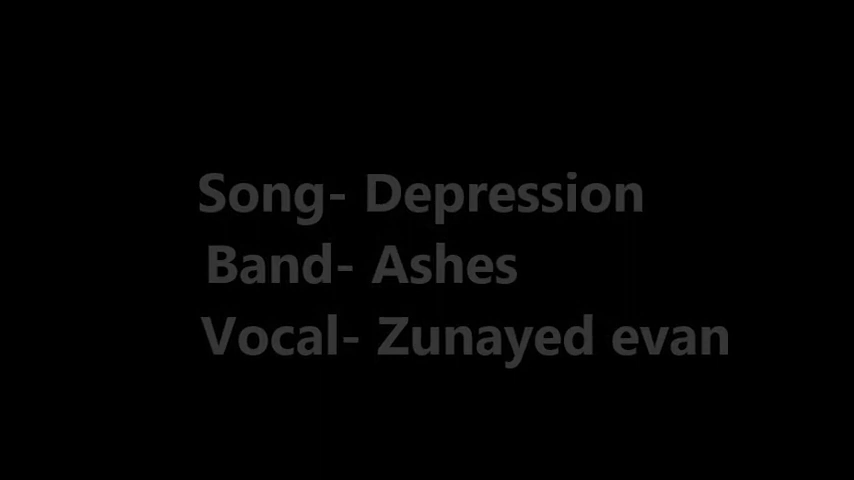 Song- Depression
Band- Ashes
Vocal- Zunayed evan